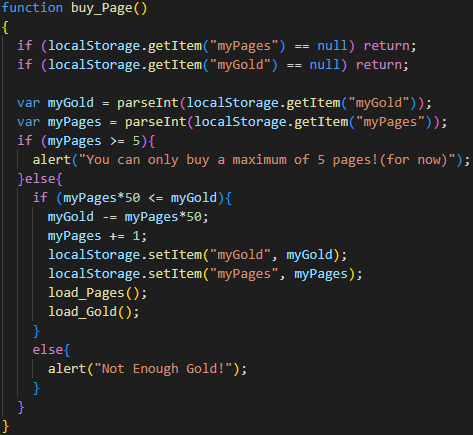 function buy_Page()
{
  if (localStorage.getItem("myPages") == null) return;
  if (localStorage.getItem("myGold") == null) return;

  var myGold = parseInt(localStorage.getItem("myGold"));
  var myPages = parseInt(localStorage.getItem("myPages"));
  if (myPages >= 5){
    alert("You can only buy a maximum of 5 pages!(for now)");
  }else{
    if (myPages*50 <= myGold){
      myGold -= myPages*50;
      myPages += 1;
      localStorage.setItem("myGold", myGold);
      localStorage.setItem("myPages", myPages);
      load_Pages();
      load_Gold();
    }
    else{
      alert("Not Enough Gold!");
    }
  }
}